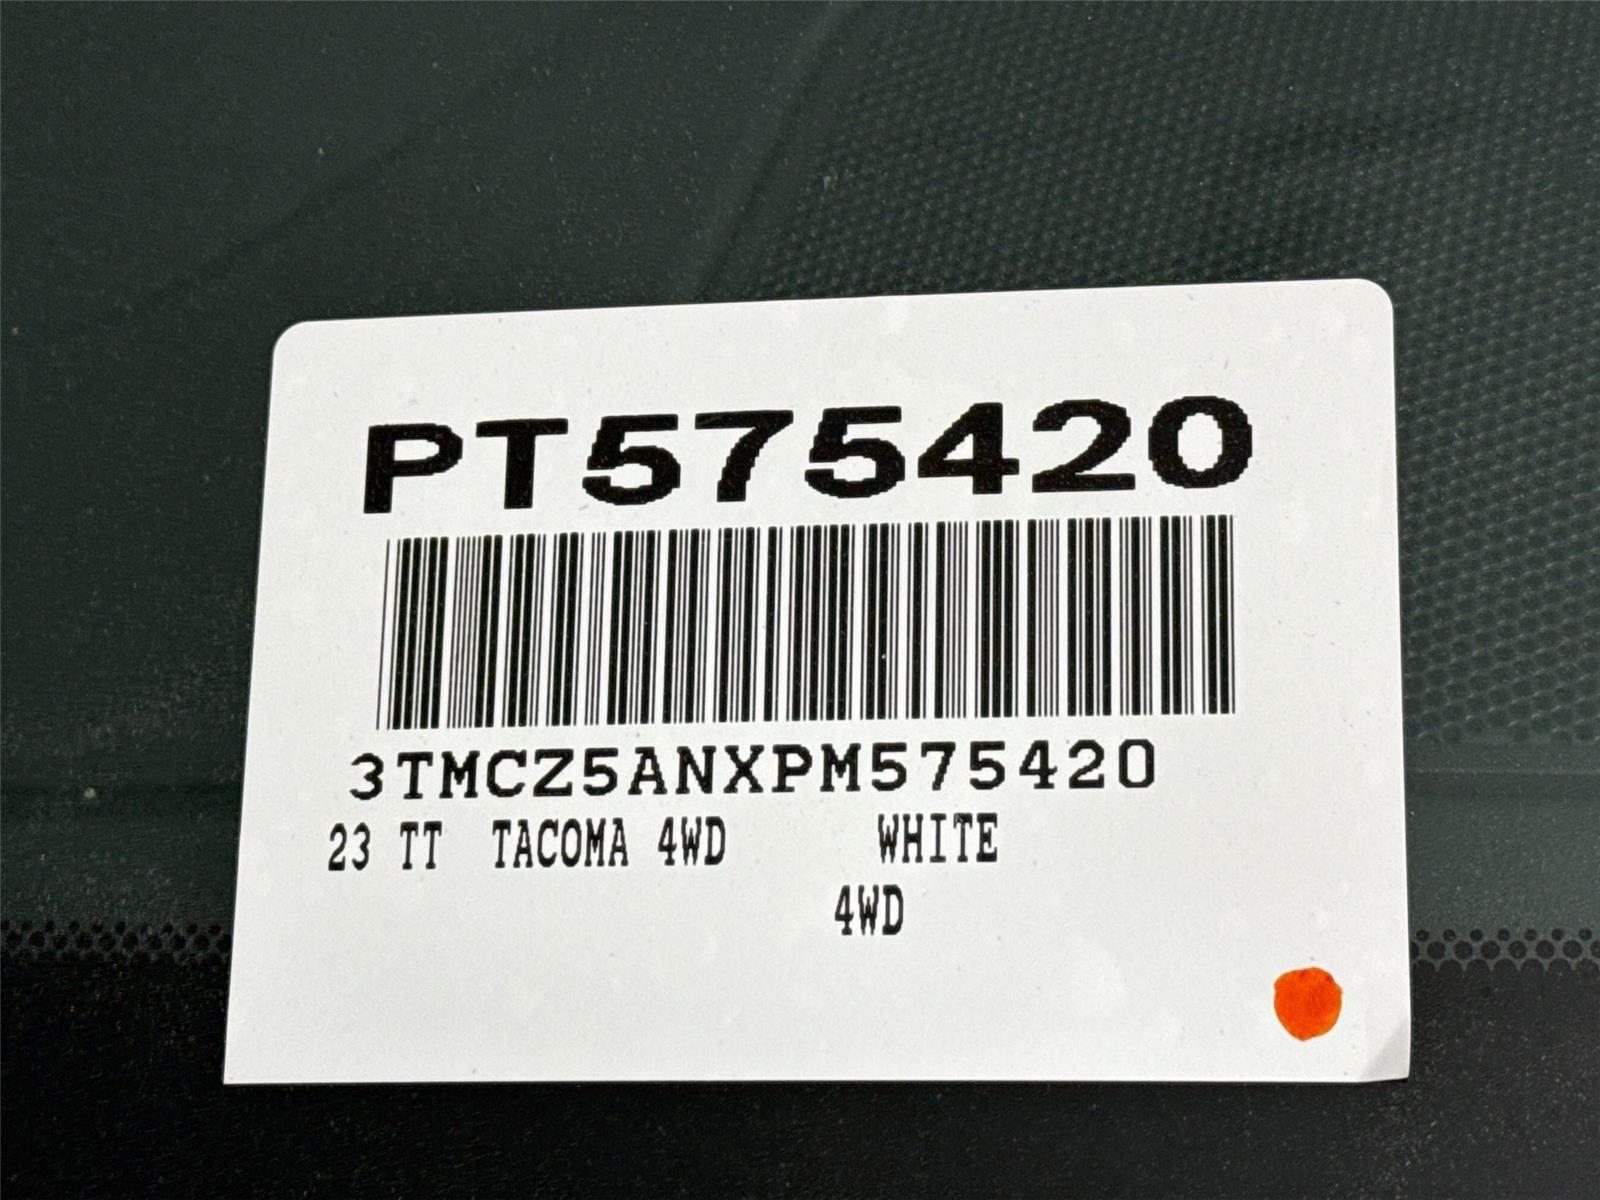 PT575420
3TMCZ5ANXPM575420
23 TT TACOMA 4WD WHITE
4WD